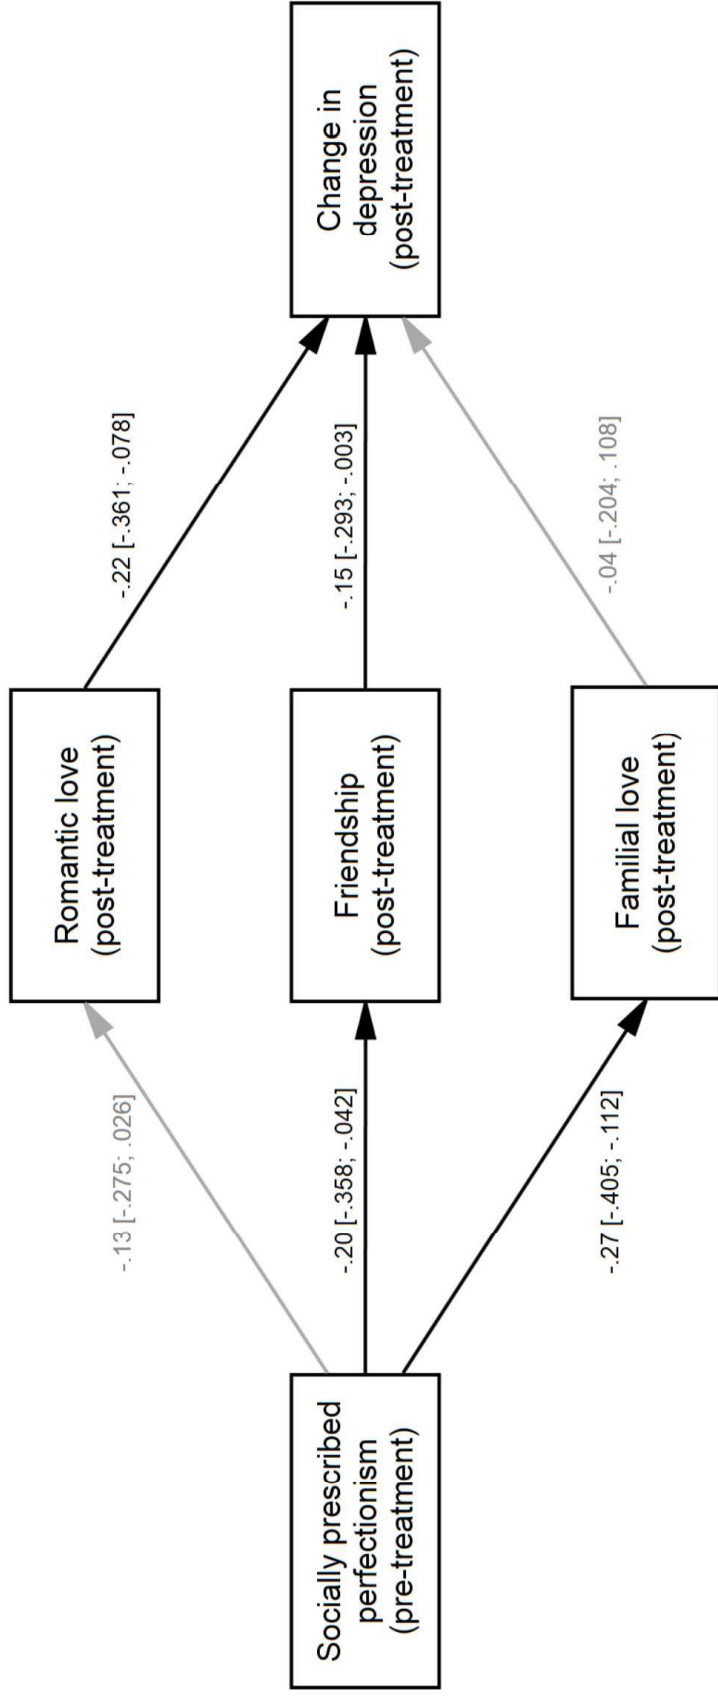 Socially prescribed
perfectionism
(pre-treatment)
-.13 [-.275; .026]
-.20 [-.358; -.042]
-.27 [-.405; -.112]
Romantic love
(post-treatment)
Friendship
(post-treatment)
Familial love
(post-treatment)
-.22 [-.361; -.078]
-.15 [-.293; -.003]
-.04 [-.204; .108]
Change in
depression
(post-treatment)